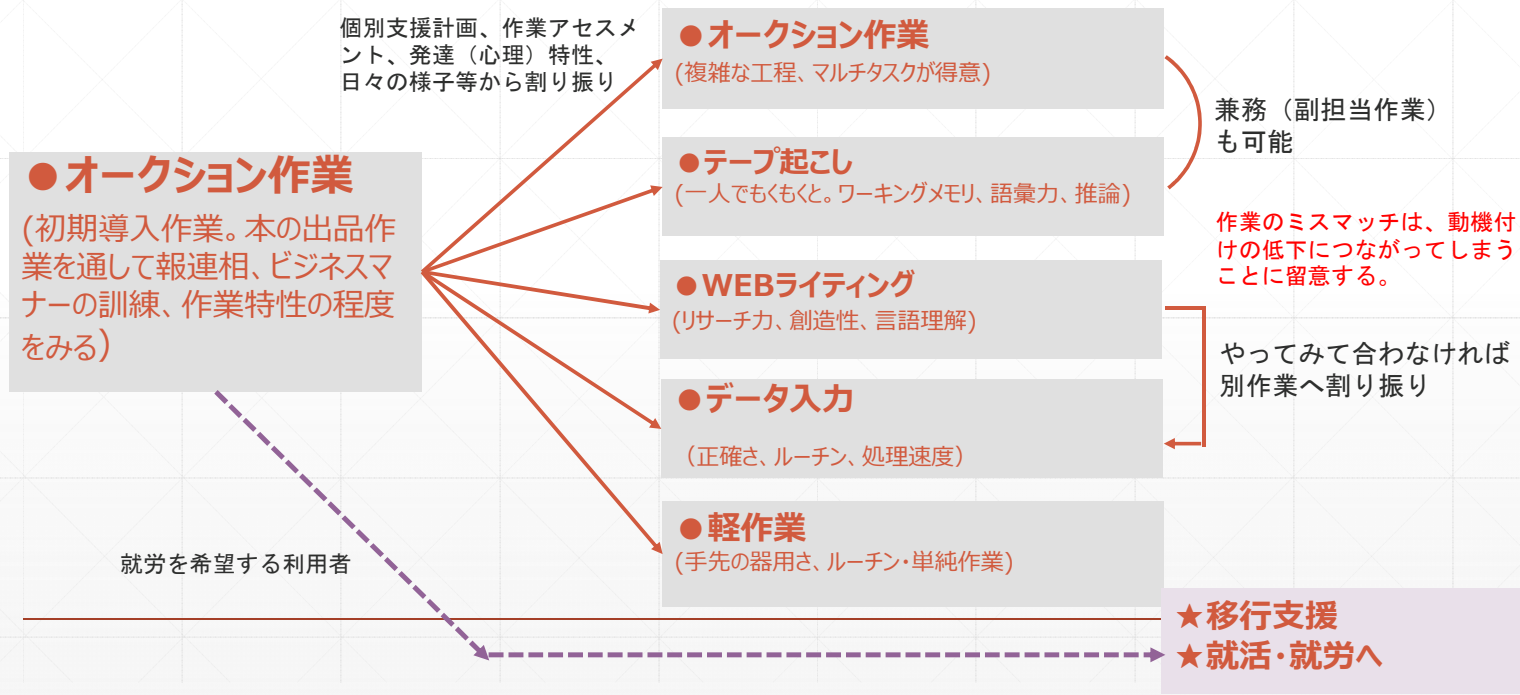 個別支援計画、作業アセスメ
ント、発達（心理）特性、
日々の様子等から割り振り
●オークション作業
(初期導入作業。本の出品作
業を通して報連相、ビジネスマ
ナーの訓練、作業特性の程度
をみる)
●オークション作業
(複雑な工程、マルチタスクが得意)
●テープ起こし
(一人でもくもくと。ワーキングメモリ、語彙力、推論)
●WEBライティング
(リサーチ力、創造性、言語理解)
●データ入力
（正確さ、ルーチン、処理速度）
●軽作業
(手先の器用さ、ルーチン・単純作業)
兼務（副担当作業）
も可能
作業のミスマッチは、動機付
けの低下につながってしまう
ことに留意する。
やってみて合わなければ
別作業へ割り振り
就労を希望する利用者
★移行支援
★就活・就労へ